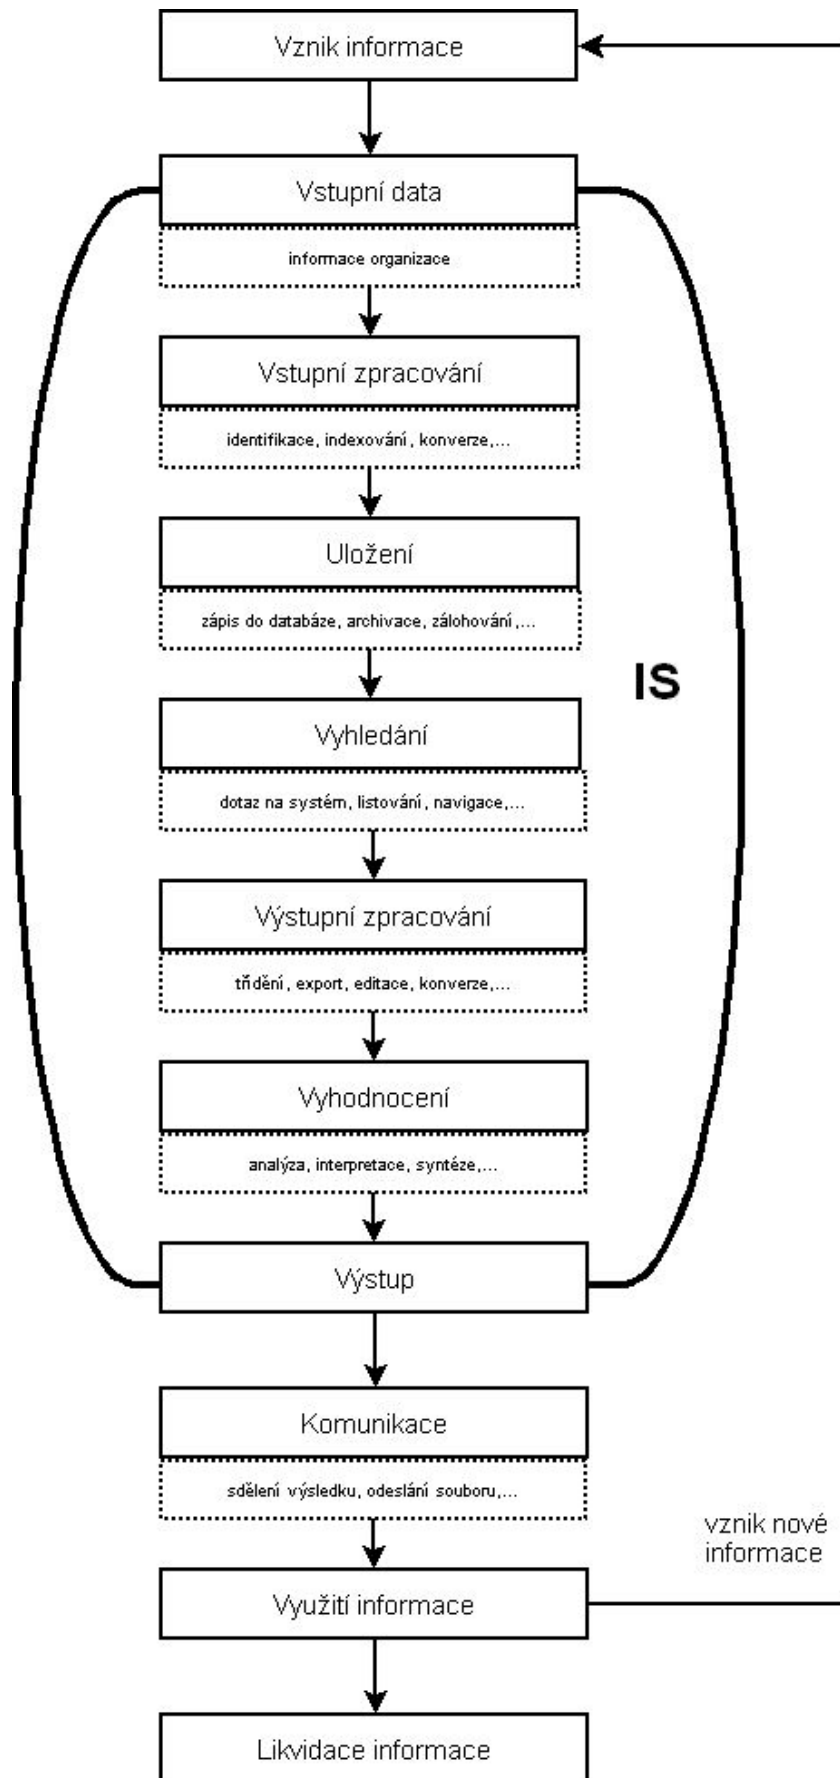 Vznik informace
Vstupní data
informace organizace
Vstupní zpracování
identifikace, indexování, konverze,...
Uložení
zápis do databáze, archivace, zálohování,...
IS
Vyhledání
dotaz na systém, listování, navigace,...
Výstupní zpracování
třídění, export, editace, konverze,...
Vyhodnocení
analýza, interpretace, syntéze,...
Výstup
Komunikace
sdělení výsledku, odeslání souboru,...
vznik nové
informace
Využití informace
Likvidace informace